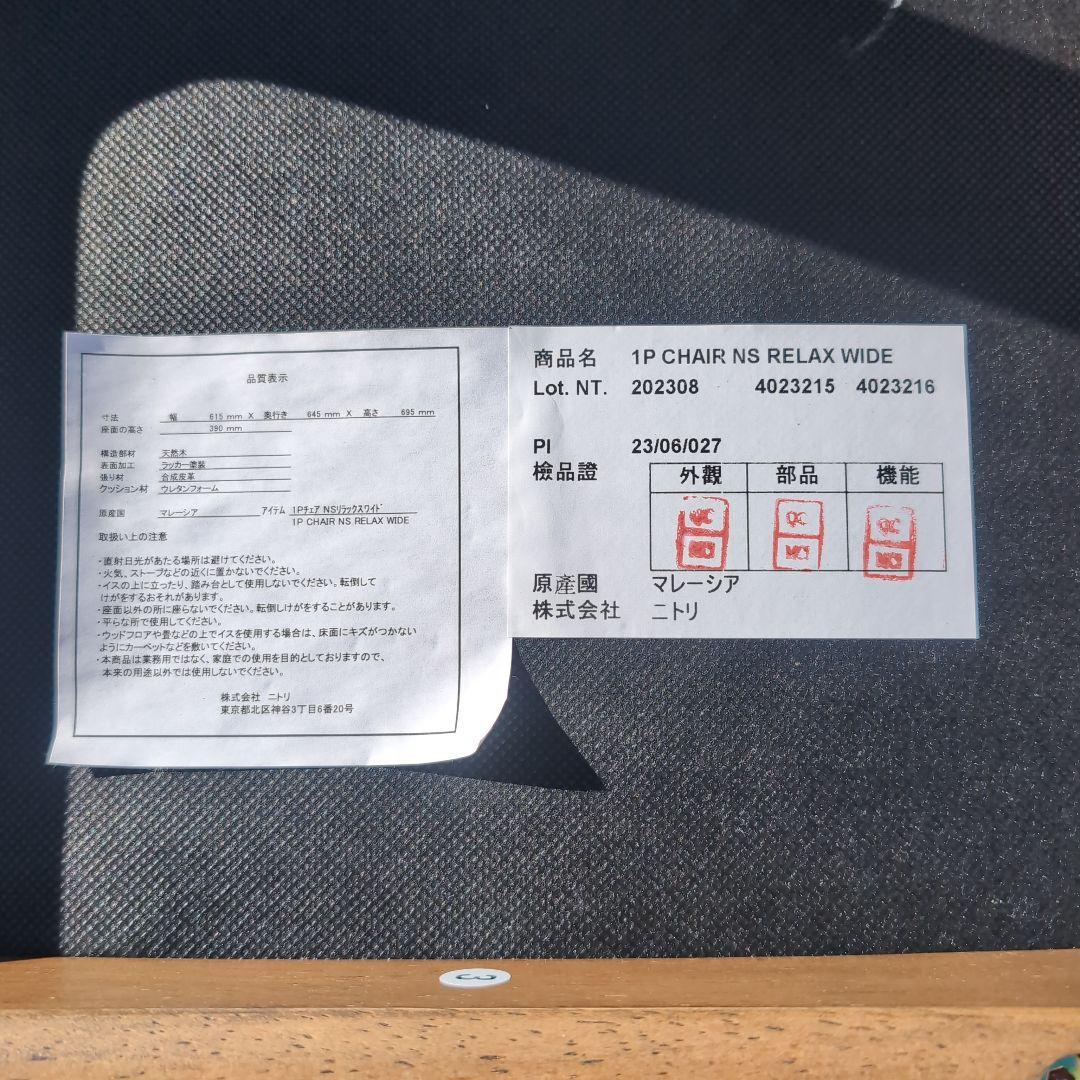 品質表示
寸法 幅 615 mm X 奥行き 645 mm X 高さ 695 mm
座面の高さ 390 mm
構造部材 天然木
表面加工 ラッカー塗装
張り材 合成皮革
クッション材 ウレタンフォーム
原産国 マレーシア アイテム 1Pチェア NSリラックスワイド
1P CHAIR NS RELAX WIDE
取扱い上の注意
・直射日光があたる場所は避けてください。
・火気、ストーブなどの近くに置かないでください。
・イスの上に立ったり、踏み台として使用しないでください。転倒して
けがをするおそれがあります。
・座面以外の所に座らないでください。転倒しけがをすることがあります。
・平らな所で使用してください。
・ウッドフロアや畳などの上でイスを使用する場合は、床面にキズがつかない
ようにカーペットなどを敷いてください。
・本商品は業務用ではなく、家庭での使用を目的としておりますので、
本来の用途以外では使用しないでください。
株式会社 ニトリ
東京都北区神谷3丁目6番20号
商品名 1P CHAIR NS RELAX WIDE
Lot. NT. 202308 4023215 4023216
PI 23/06/027
檢品證 外觀 部品 機能
QC QC QC
原產國 マレーシア
株式会社 ニトリ
3